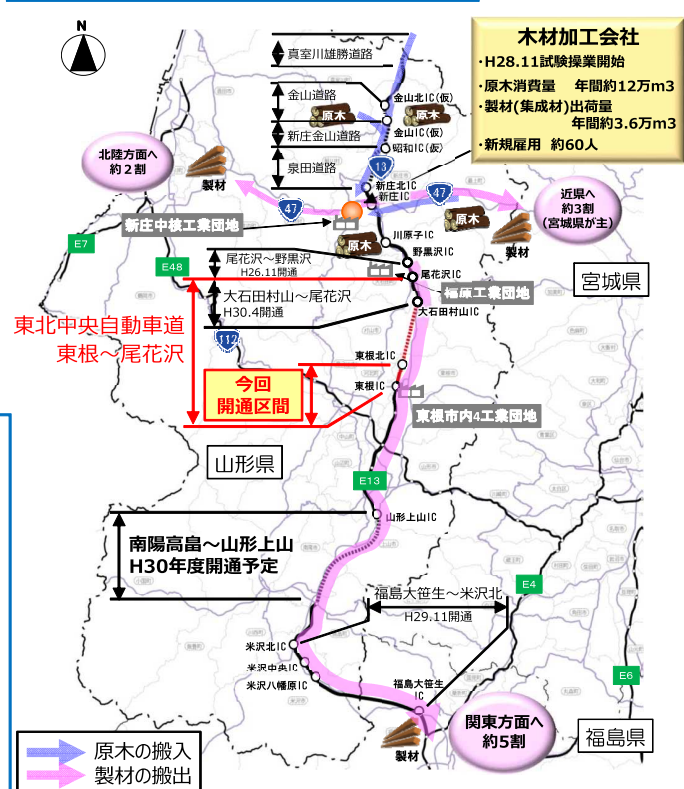 N
木材加工会社
・H28.11試験操業開始
・原木消費量 年間約12万m3
・製材(集成材)出荷量
年間約3.6万m3
・新規雇用 約60人
真室川雄勝道路
金山道路
新庄金山道路
泉田道路
金山北IC(仮)
原木
原木
金山IC(仮)
昭和IC(仮)
13
新庄北IC
新庄IC
北陸方面へ
約2割
製材
47
47
原木
近県へ
約3割
(宮城県が主)
製材
新庄中核工業団地
原木
川原子IC
野黒沢IC
尾花沢IC
福原工業団地
大石田村山IC
E7
E48
尾花沢~野黒沢
H26.11開通
大石田村山~尾花沢
H30.4開通
宮城県
東北中央自動車道
東根~尾花沢
112
今回
開通区間
東根北IC
東根IC
東根市内4工業団地
山形県
E13
山形上山IC
南陽高畠~山形上山
H30年度開通予定
福島大笹生~米沢北
H29.11開通
E4
米沢北IC
米沢中央IC
米沢八幡原IC
福島大笹生
IC
E6
製材
関東方面へ
約5割
福島県
原木の搬入
製材の搬出